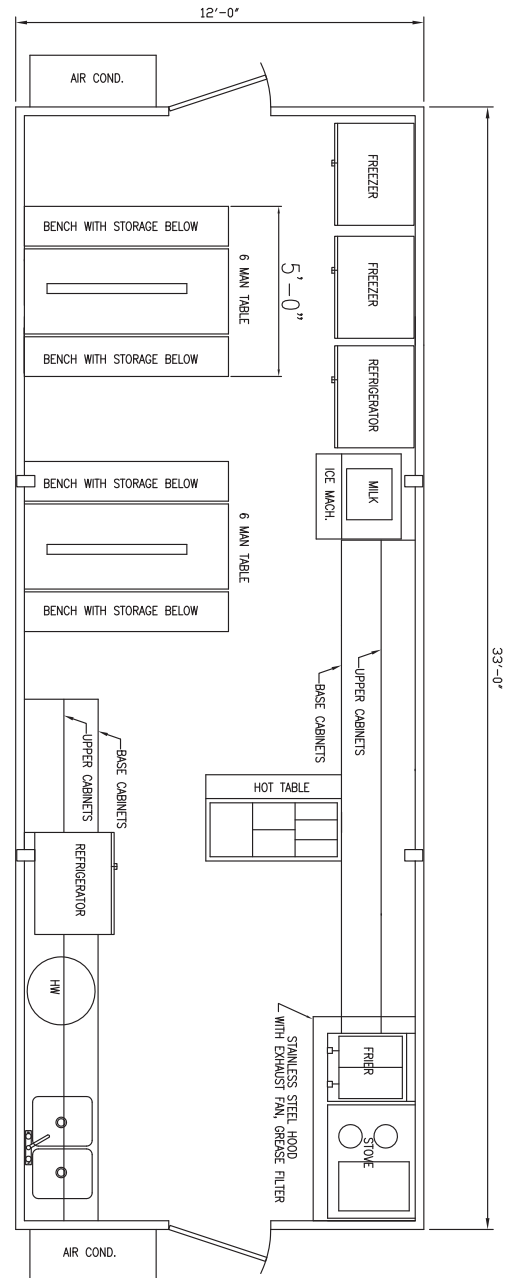 12'-0"
AIR COND.
FREEZER
BENCH WITH STORAGE BELOW
6 MAN TABLE
5'-0"
FREEZER
BENCH WITH STORAGE BELOW
REFRIGERATOR
BENCH WITH STORAGE BELOW
ICE MACH.
MILK
6 MAN TABLE
BENCH WITH STORAGE BELOW
33'-0"
BASE CABINETS
UPPER CABINETS
UPPER CABINETS
BASE CABINETS
HOT TABLE
REFRIGERATOR
HW
STAINLESS STEEL HOOD
WITH EXHAUST FAN, GREASE FILTER
FRIER
STOVE
AIR COND.